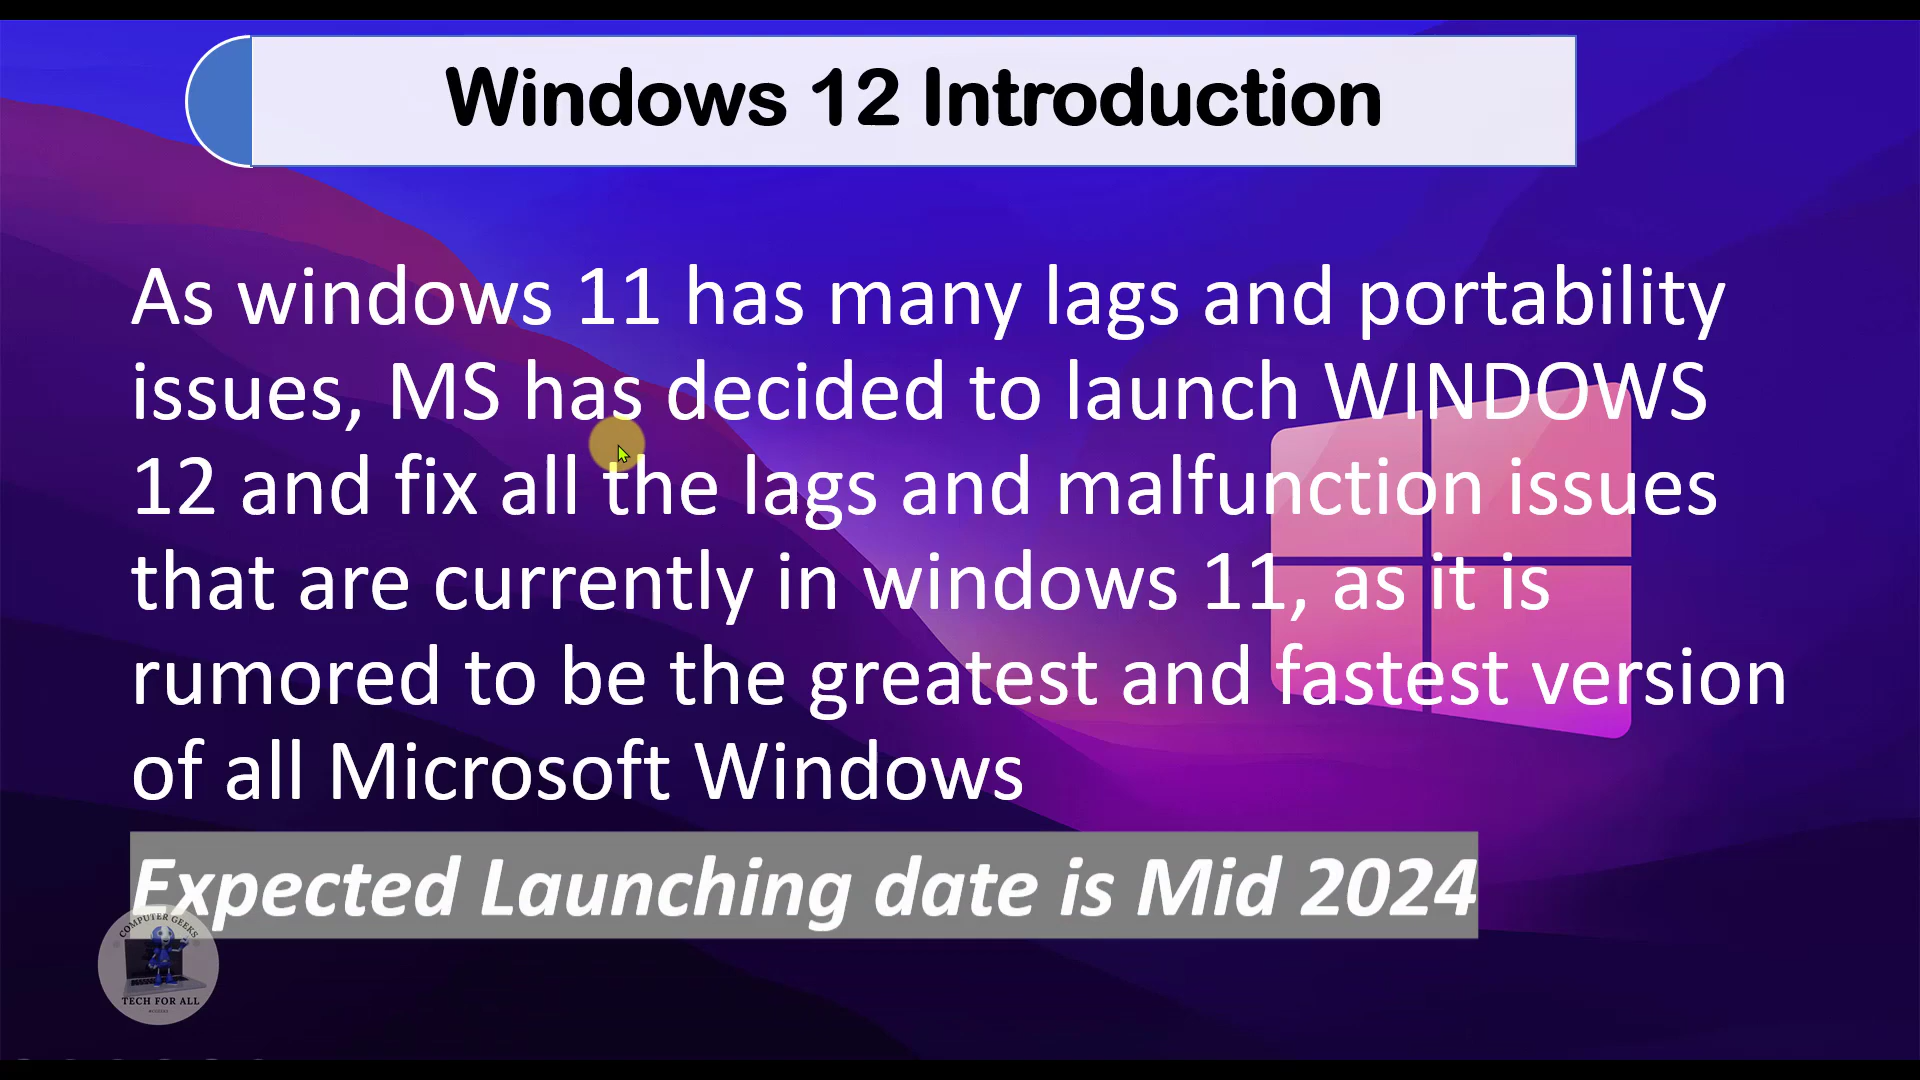 Windows 12 Introduction
As windows 11 has many lags and portability
issues, MS has decided to launch WINDOWS
12 and fix all the lags and malfunction issues
that are currently in windows 11, as it is
rumored to be the greatest and fastest version
of all Microsoft Windows
Expected Launching date is Mid 2024
COMPUTER GEEKS
TECH FOR ALL